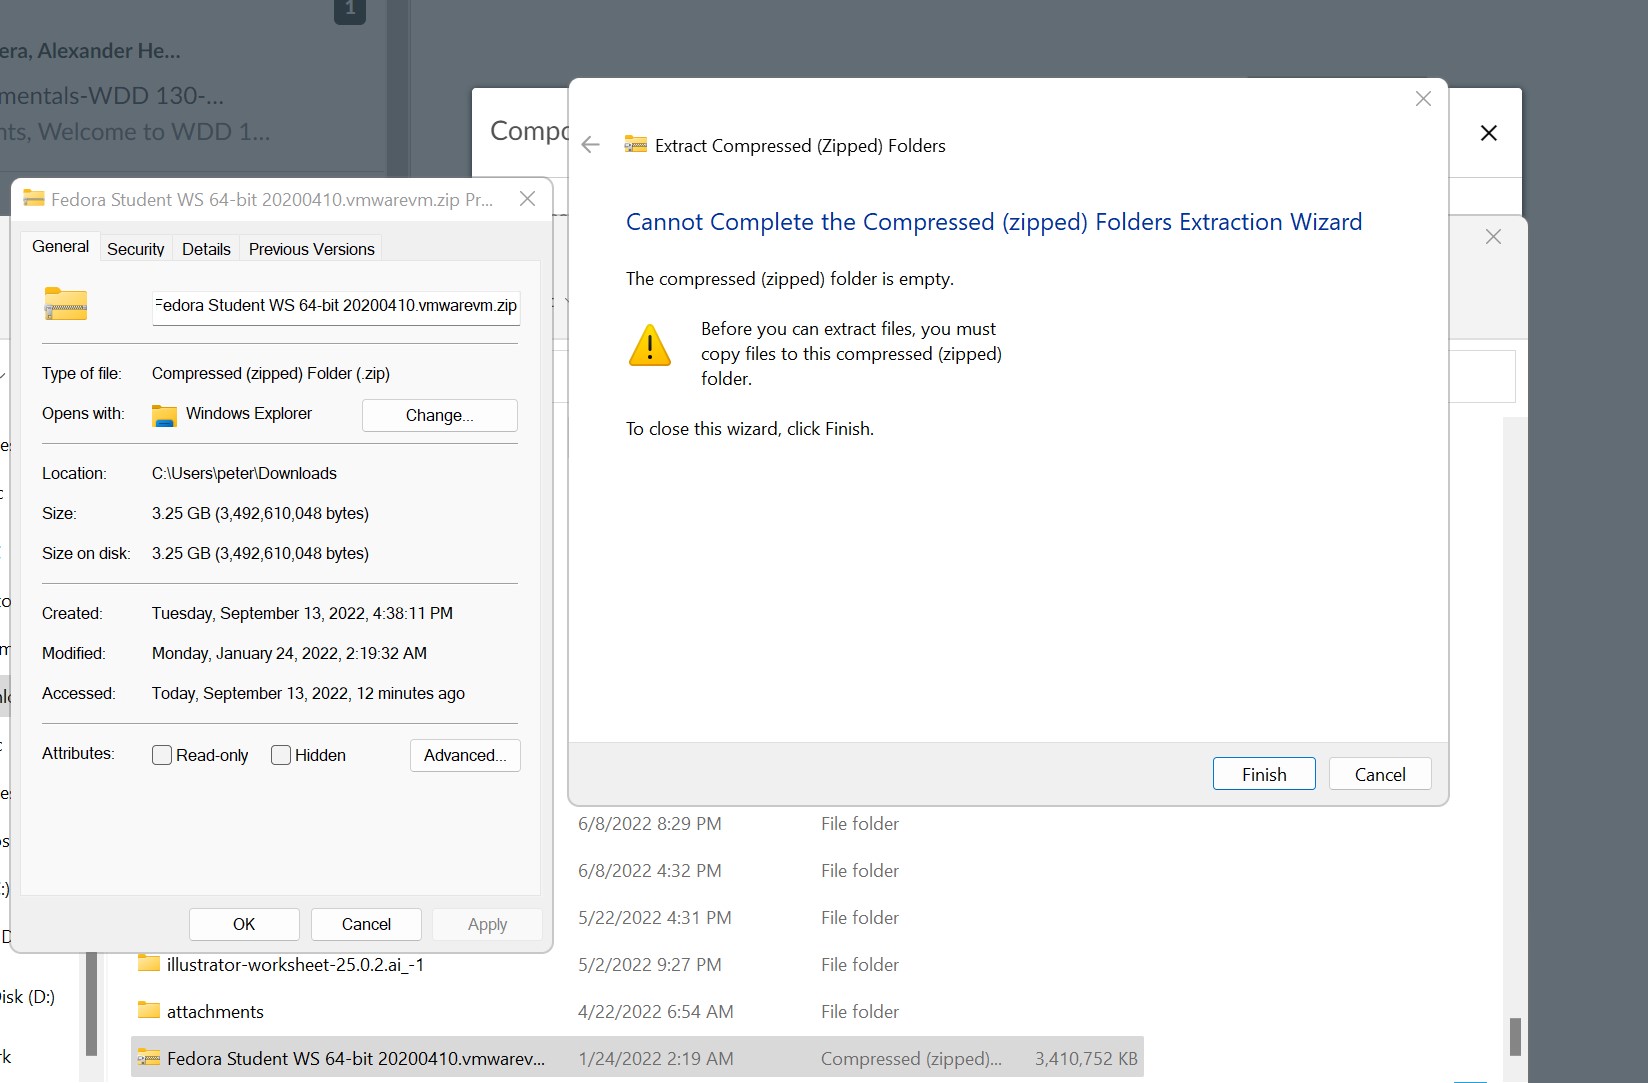 1
era, Alexander He...
mentals-WDD 130-...
nts, Welcome to WDD 1...
Compo
Extract Compressed (Zipped) Folders
Cannot Complete the Compressed (zipped) Folders Extraction Wizard
The compressed (zipped) folder is empty.
Before you can extract files, you must
copy files to this compressed (zipped)
folder.
To close this wizard, click Finish.
Finish
Cancel
Fedora Student WS 64-bit 20200410.vmwarevm.zip Pr...
General
Security
Details
Previous Versions
Fedora Student WS 64-bit 20200410.vmwarevm.zip
Type of file: Compressed (zipped) Folder (.zip)
Opens with: Windows Explorer
Change...
Location: C:\Users\peter\Downloads
Size: 3.25 GB (3,492,610,048 bytes)
Size on disk: 3.25 GB (3,492,610,048 bytes)
Created: Tuesday, September 13, 2022, 4:38:11 PM
Modified: Monday, January 24, 2022, 2:19:32 AM
Accessed: Today, September 13, 2022, 12 minutes ago
Attributes: Read-only Hidden
Advanced...
OK
Cancel
Apply
6/8/2022 8:29 PM File folder
6/8/2022 4:32 PM File folder
5/22/2022 4:31 PM File folder
illustrator-worksheet-25.0.2.ai_-1 5/2/2022 9:27 PM File folder
isk (D:)
attachments 4/22/2022 6:54 AM File folder
rk
Fedora Student WS 64-bit 20200410.vmwarev... 1/24/2022 2:19 AM Compressed (zipped)... 3,410,752 KB